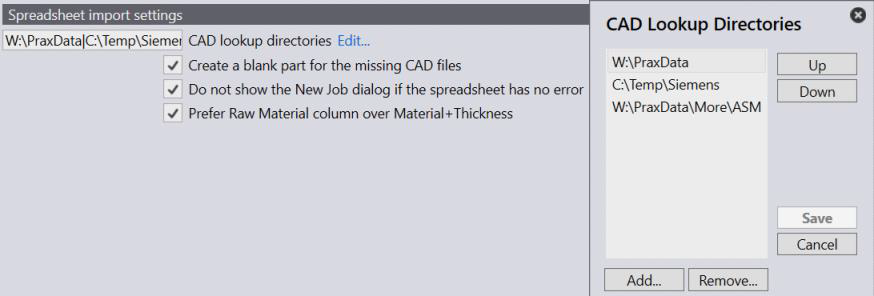 Spreadsheet import settings
W:\PraxData|C:\Temp\Siemer CAD lookup directories Edit...
Create a blank part for the missing CAD files
Do not show the New Job dialog if the spreadsheet has no error
Prefer Raw Material column over Material+Thickness
CAD Lookup Directories
W:\PraxData
C:\Temp\Siemens
W:\PraxData\More\ASM
Up
Down
Save
Cancel
Add...
Remove...